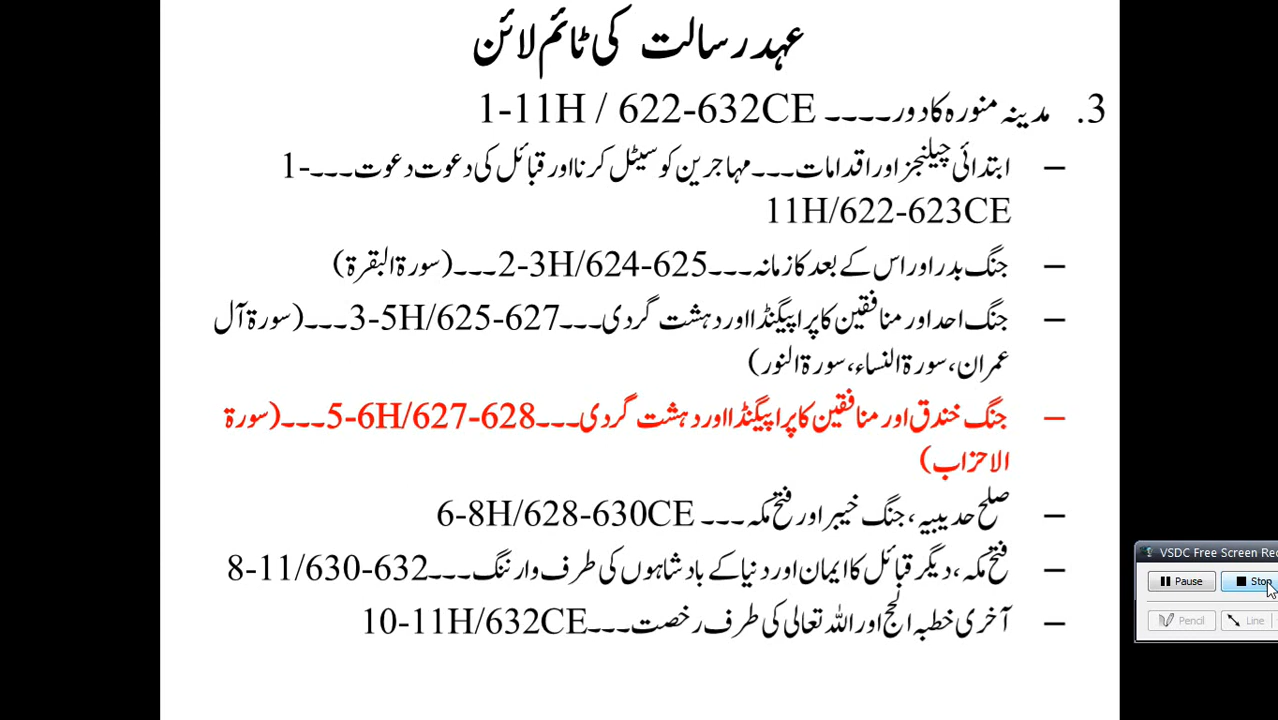 عہد رسالت کی ٹائم لائن
3. مدینہ منورہ کا دور۔۔۔۔ 1-11H / 622-632CE
– ابتدائی چیلنجز اور اقدامات۔۔۔مہاجرین کو سیٹل کرنا اور قبائل کی دعوت دعوت۔۔۔1-
11H/622-623CE
– جنگ بدر اور اس کے بعد کا زمانہ۔۔۔2-3H/624-625۔۔۔(سورۃ البقرۃ)
– جنگ احد اور منافقین کا پراپیگنڈا اور دہشت گردی۔۔۔3-5H/625-627۔۔۔(سورۃ آل
عمران، سورۃ النساء، سورۃ النور)
– جنگ خندق اور منافقین کا پراپیگنڈا اور دہشت گردی۔۔۔5-6H/627-628۔۔۔(سورۃ
الاحزاب)
– صلح حدیبیہ، جنگ خیبر اور فتح مکہ۔۔۔ 6-8H/628-630CE
– فتح مکہ، دیگر قبائل کا ایمان اور دنیا کے بادشاہوں کی طرف وارننگ۔۔۔8-11/630-632
– آخری خطبہ الحج اور اللہ تعالی کی طرف رخصت۔۔۔10-11H/632CE
VSDC Free Screen Rec
Pause Stop
Pencil Line